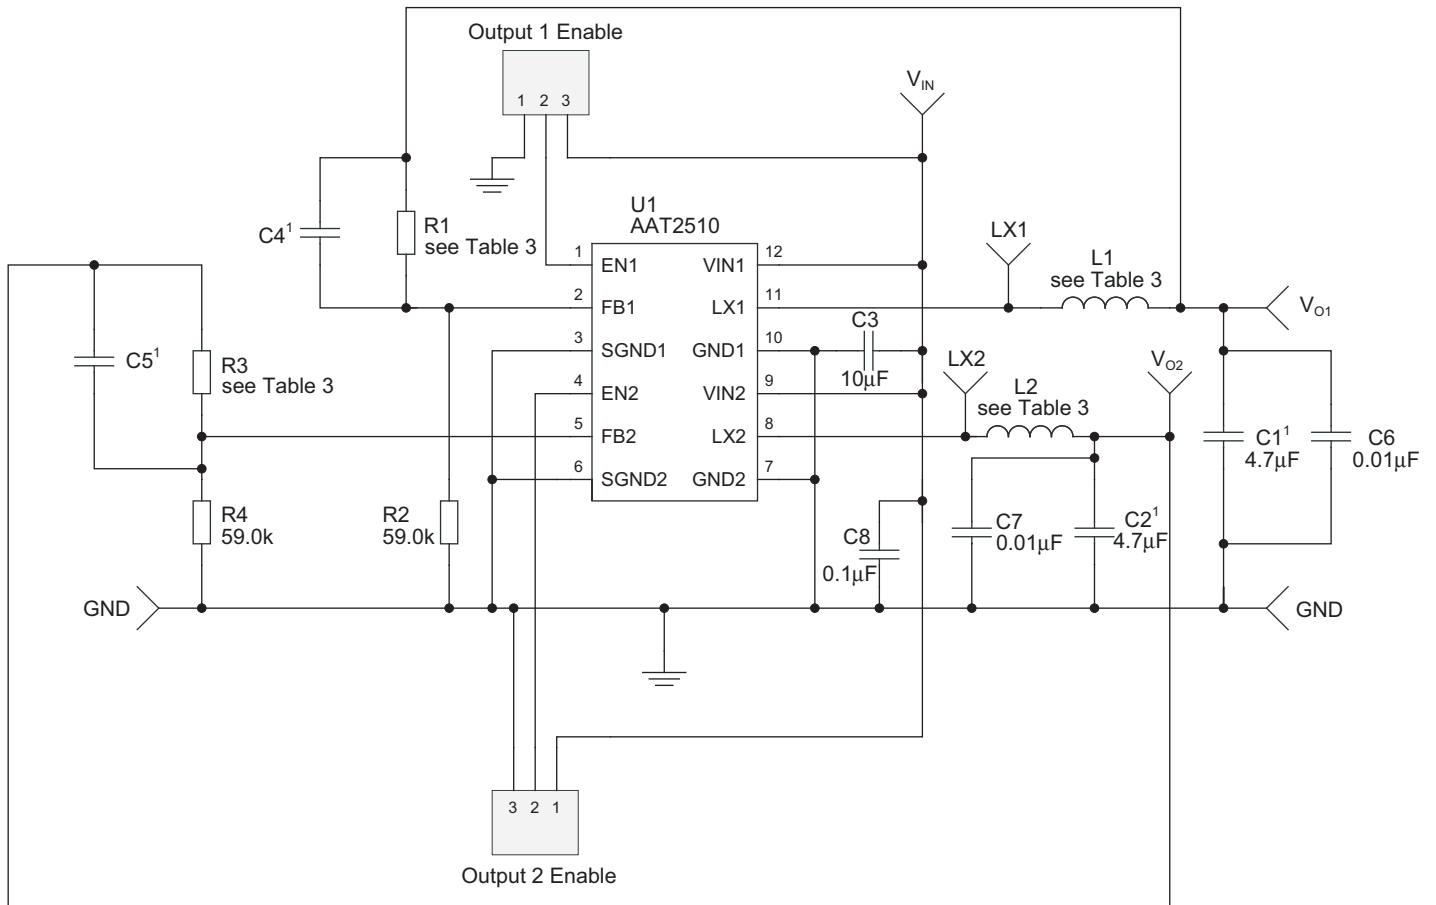 Output 1 Enable
1 2 3
V_IN
C4¹
R1
see Table 3
U1
AAT2510
LX1
L1
see Table 3
V_O1
1 EN1 VIN1 12
2 FB1 LX1 11
3 SGND1 GND1 10
4 EN2 VIN2 9
5 FB2 LX2 8
6 SGND2 GND2 7
C3
10µF
C5¹
R3
see Table 3
LX2
L2
see Table 3
V_O2
C1¹
4.7µF
C6
0.01µF
R4
59.0k
R2
59.0k
C8
0.1µF
C7
0.01µF
C2¹
4.7µF
GND
GND
3 2 1
Output 2 Enable